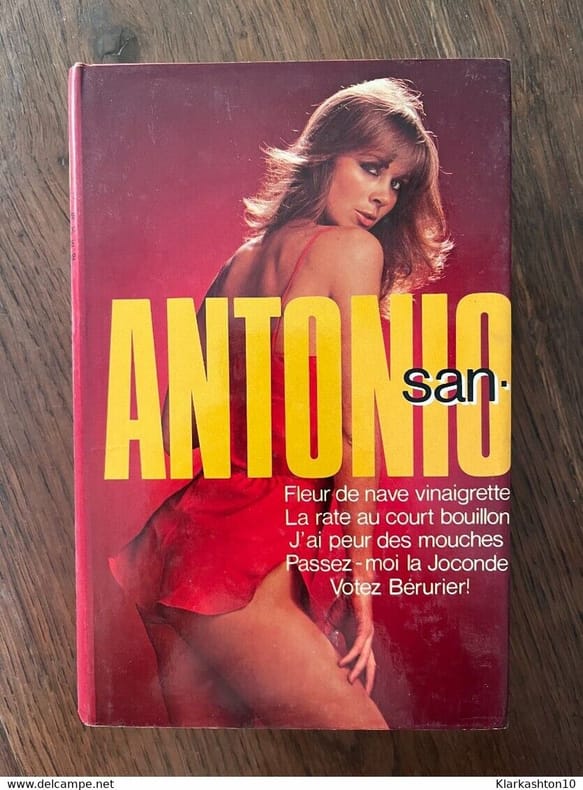 ANTONIO
san-
Fleur de nave vinaigrette
La rate au court bouillon
J'ai peur des mouches
Passez-moi la Joconde
Votez Bérurier!
www.delcampe.net
Klarkashton10